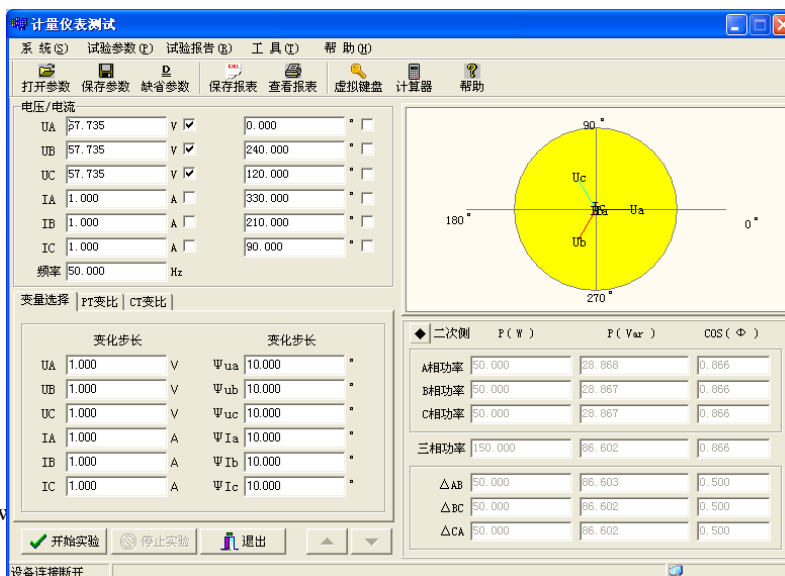 计量仪表测试
系 统(S) 试验参数(P) 试验报告(R) 工 具(T) 帮 助(H)
打开参数 保存参数 缺省参数 保存报表 查看报表 虚拟键盘 计算器 帮助
电压/电流
UA 57.735 V 0.000 °
UB 57.735 V 240.000 °
UC 57.735 V 120.000 °
IA 1.000 A 330.000 °
IB 1.000 A 210.000 °
IC 1.000 A 90.000 °
频率 50.000 Hz
90°
Uc
180° Ua 0°
Ub
270°
变量选择 PT变比 CT变比
变化步长 变化步长
UA 1.000 V Ψua 10.000 °
UB 1.000 V Ψub 10.000 °
UC 1.000 V Ψuc 10.000 °
IA 1.000 A ΨIa 10.000 °
IB 1.000 A ΨIb 10.000 °
IC 1.000 A ΨIc 10.000 °
二次侧 P(W) P(Var) COS(Φ)
A相功率 50.000 28.868 0.866
B相功率 50.000 28.867 0.866
C相功率 50.000 28.867 0.866
三相功率 150.000 86.602 0.866
△AB 50.000 86.603 0.500
△BC 50.000 86.602 0.500
△CA 50.000 86.602 0.500
开始实验 停止实验 退出
设备连接断开